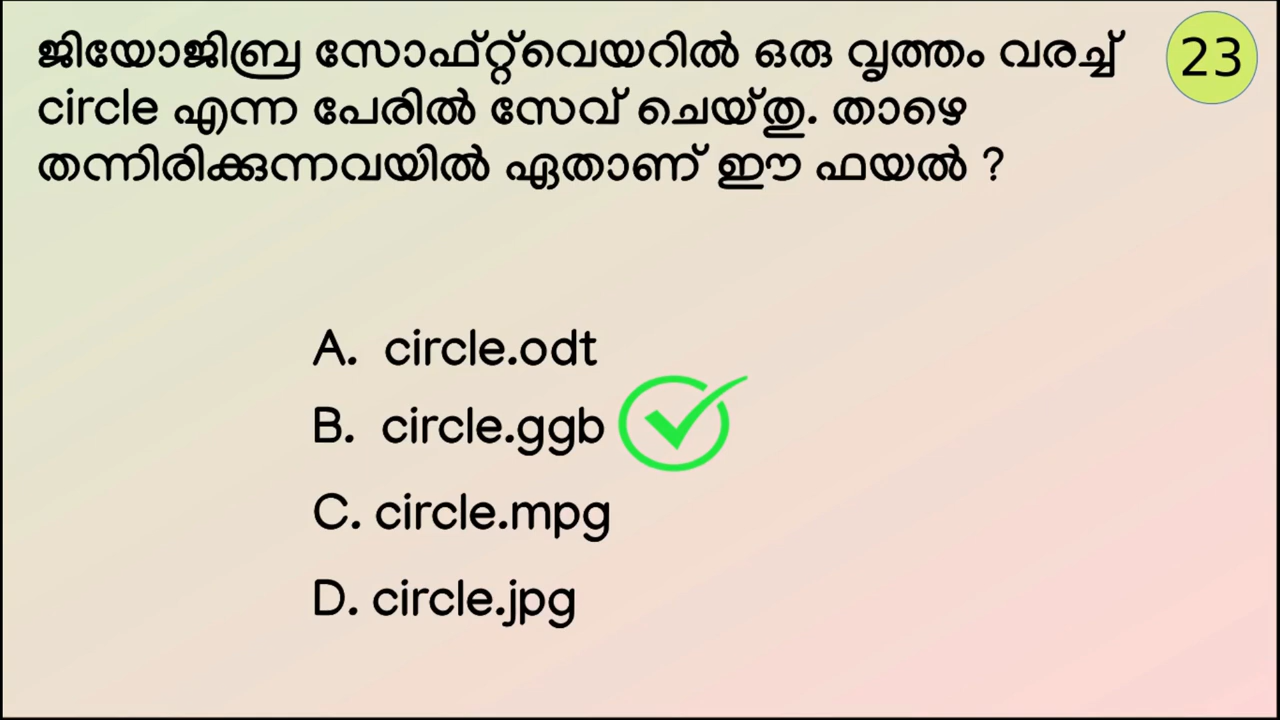 ജിയോജിബ്ര സോഫ്റ്റ്‌വെയറിൽ ഒരു വൃത്തം വരച്ച്
23
circle എന്ന പേരിൽ സേവ് ചെയ്തു. താഴെ
തന്നിരിക്കുന്നവയിൽ ഏതാണ് ഈ ഫയൽ ?
A. circle.odt
B. circle.ggb
C. circle.mpg
D. circle.jpg